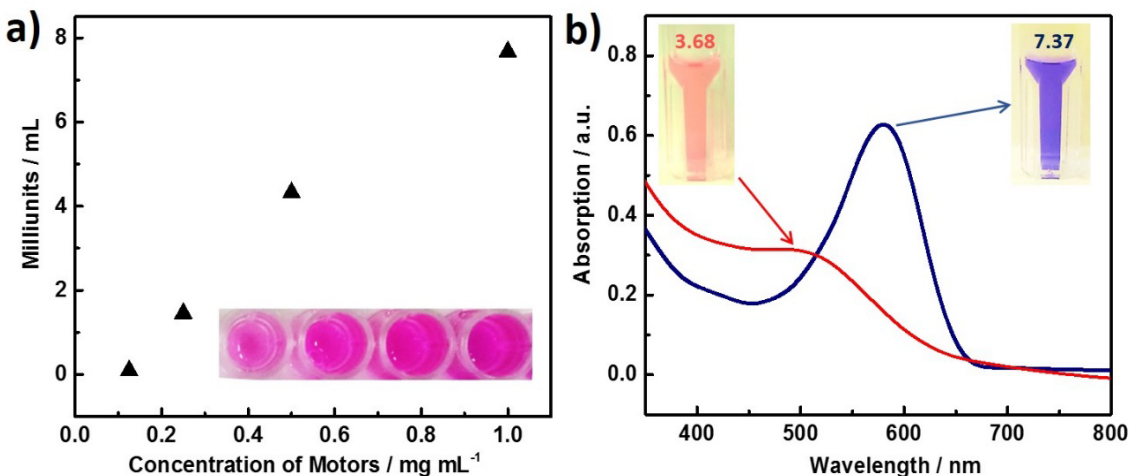 a)
Milliunits / mL
8
6
4
2
0
0.0 0.2 0.4 0.6 0.8 1.0
Concentration of Motors / mg mL⁻¹
b)
Absorption / a.u.
0.8
0.6
0.4
0.2
0.0
3.68
7.37
400 500 600 700 800
Wavelength / nm